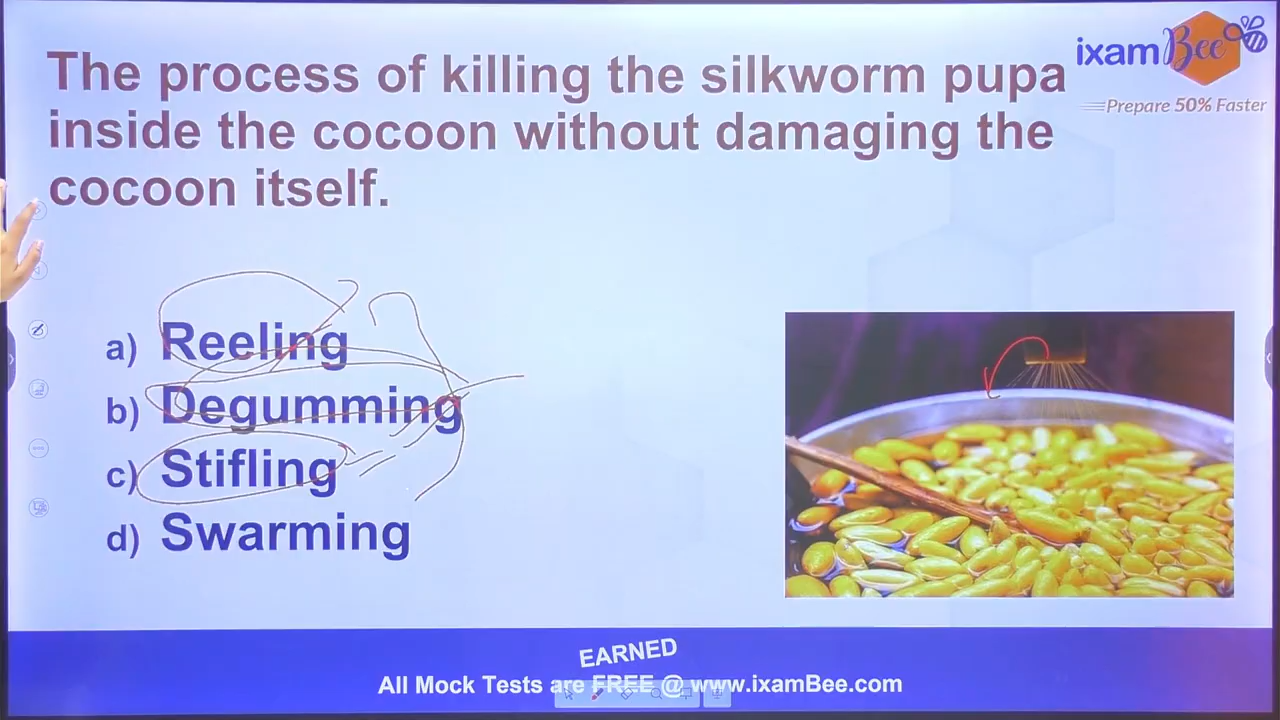 ixamBee
Prepare 50% Faster
The process of killing the silkworm pupa
inside the cocoon without damaging the
cocoon itself.
a) Reeling
b) Degumming
c) Stifling
d) Swarming
EARNED
All Mock Tests are FREE @ www.ixamBee.com